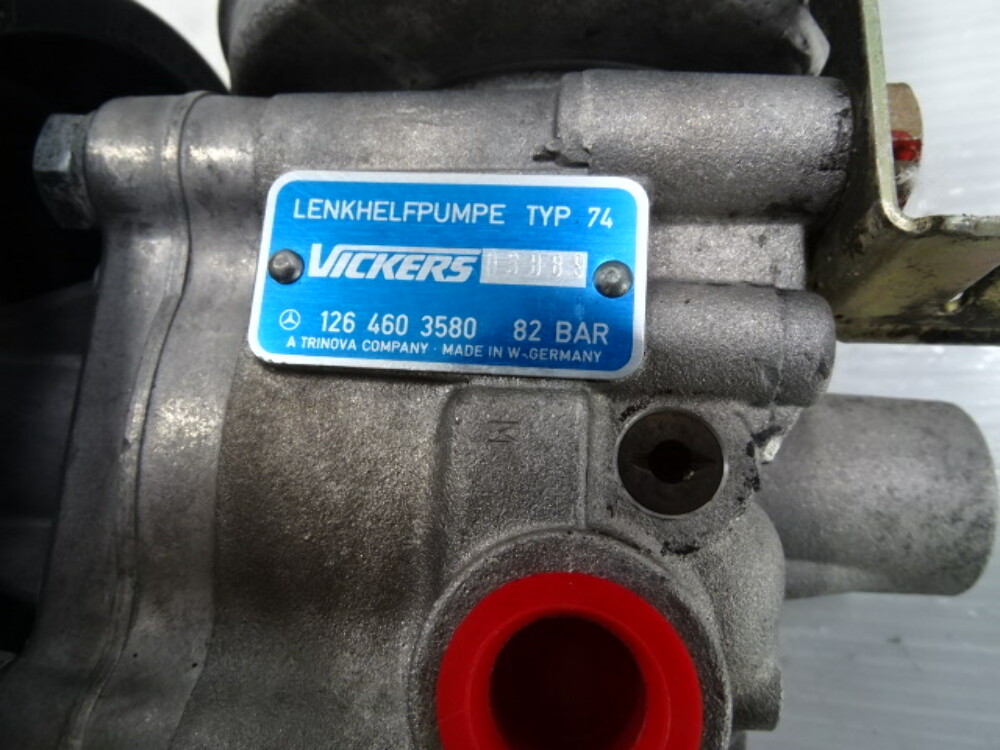 LENKHELFPUMPE TYP 74
VICKERS
126 460 3580 82 BAR
A TRINOVA COMPANY · MADE IN W-GERMANY
M